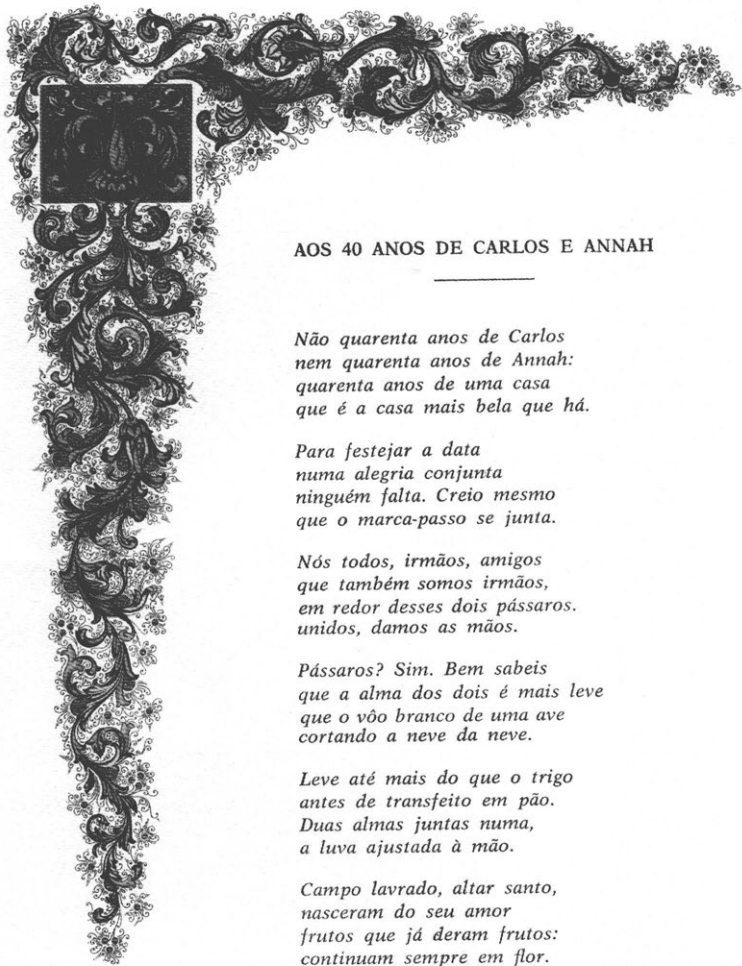 AOS 40 ANOS DE CARLOS E ANNAH
Não quarenta anos de Carlos
nem quarenta anos de Annah:
quarenta anos de uma casa
que é a casa mais bela que há.
Para festejar a data
numa alegria conjunta
ninguém falta. Creio mesmo
que o marca-passo se junta.
Nós todos, irmãos, amigos
que também somos irmãos,
em redor desses dois pássaros.
unidos, damos as mãos.
Pássaros? Sim. Bem sabeis
que a alma dos dois é mais leve
que o vôo branco de uma ave
cortando a neve da neve.
Leve até mais do que o trigo
antes de transfeito em pão.
Duas almas juntas numa,
a luva ajustada à mão.
Campo lavrado, altar santo,
nasceram do seu amor
frutos que já deram frutos:
continuam sempre em flor.